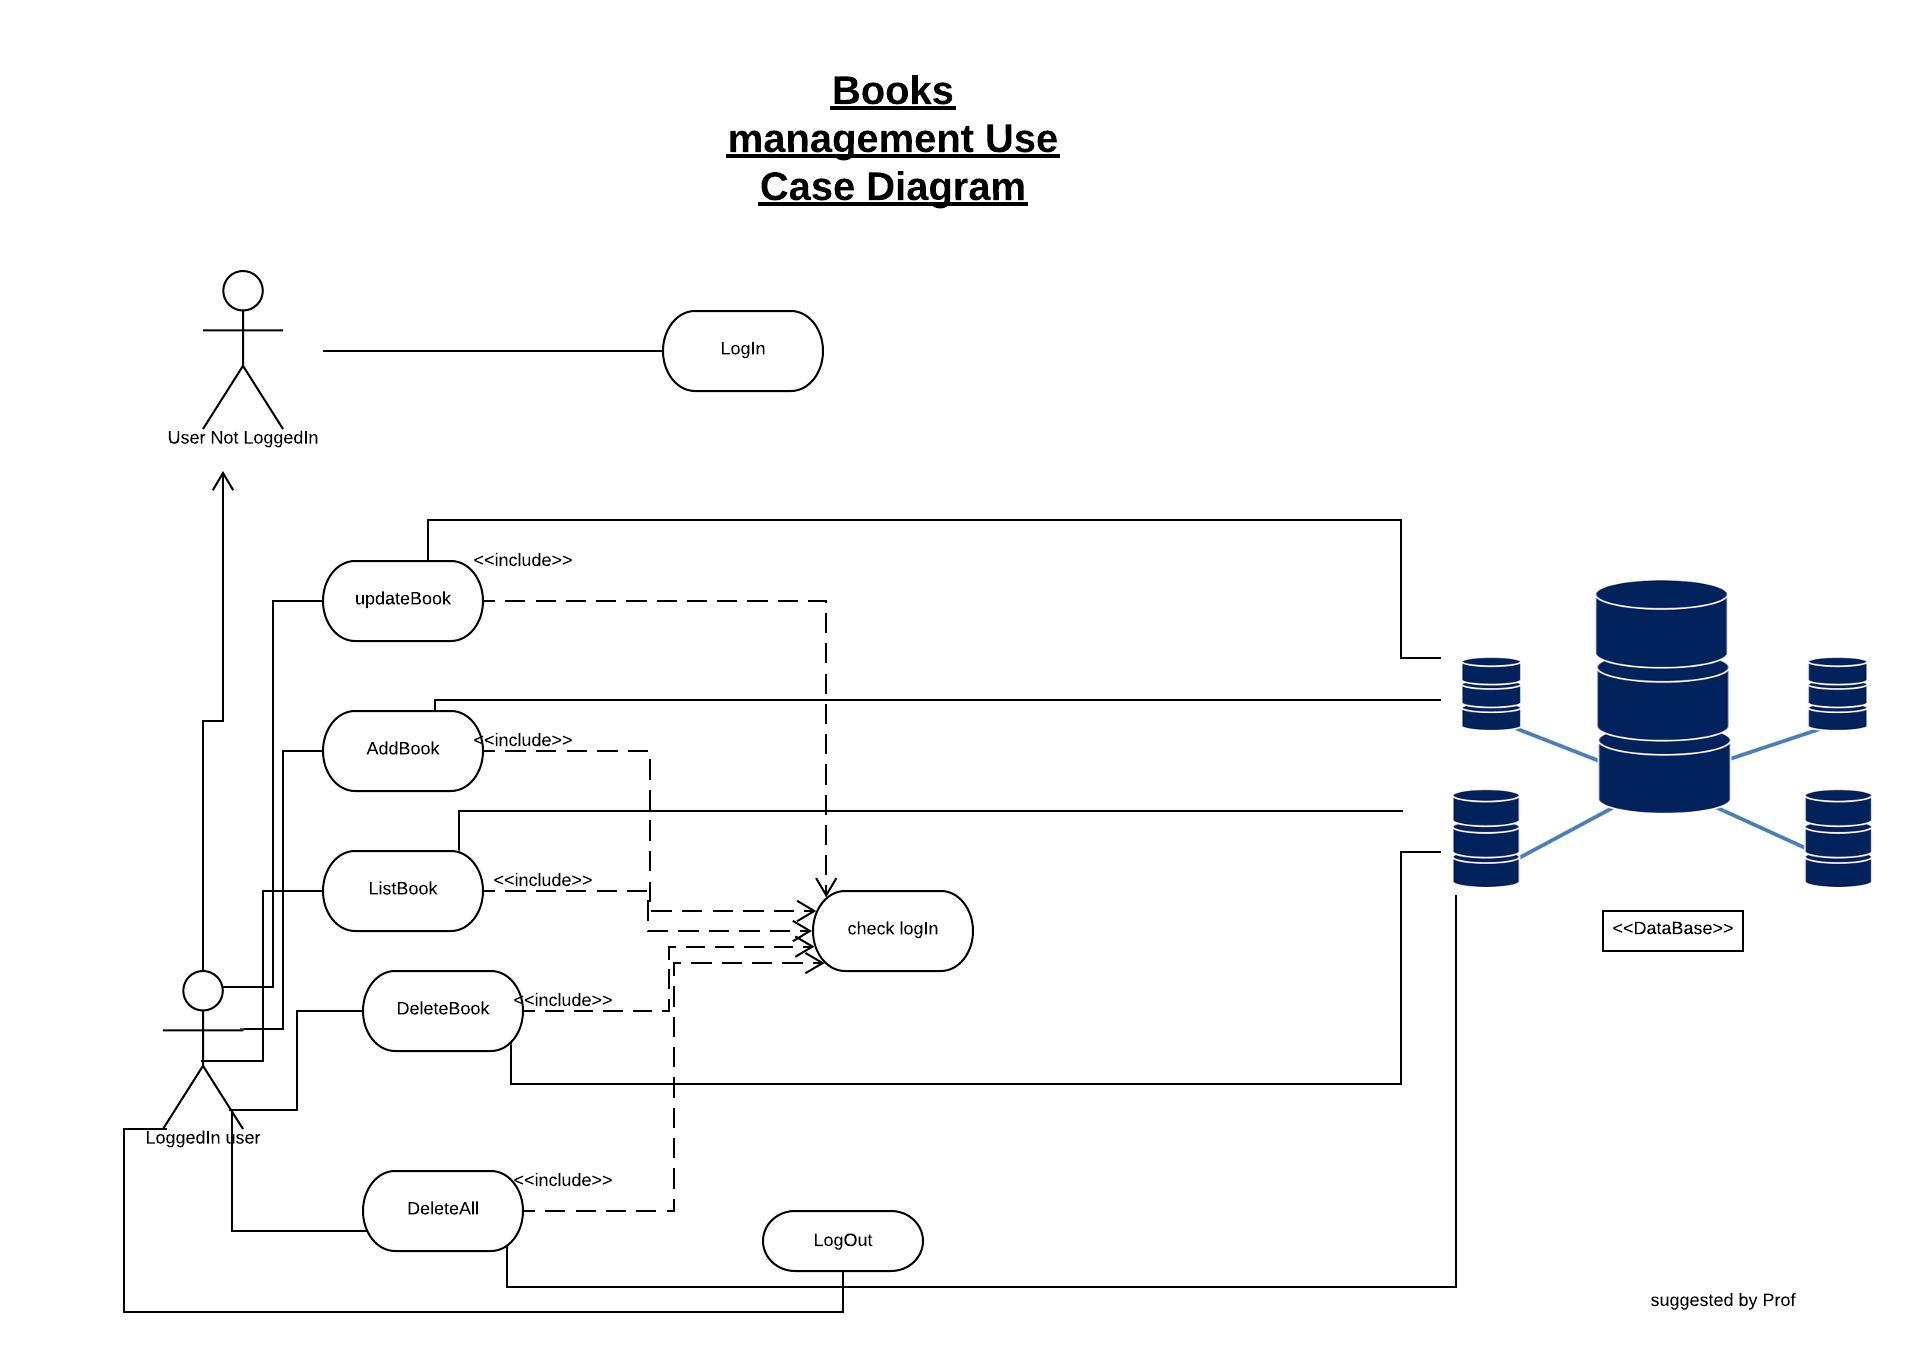 Books
management Use
Case Diagram
LogIn
User Not LoggedIn
<<include>>
updateBook
<<include>>
AddBook
<<include>>
ListBook
check logIn
<<DataBase>>
<<include>>
DeleteBook
LoggedIn user
<<include>>
DeleteAll
LogOut
suggested by Prof